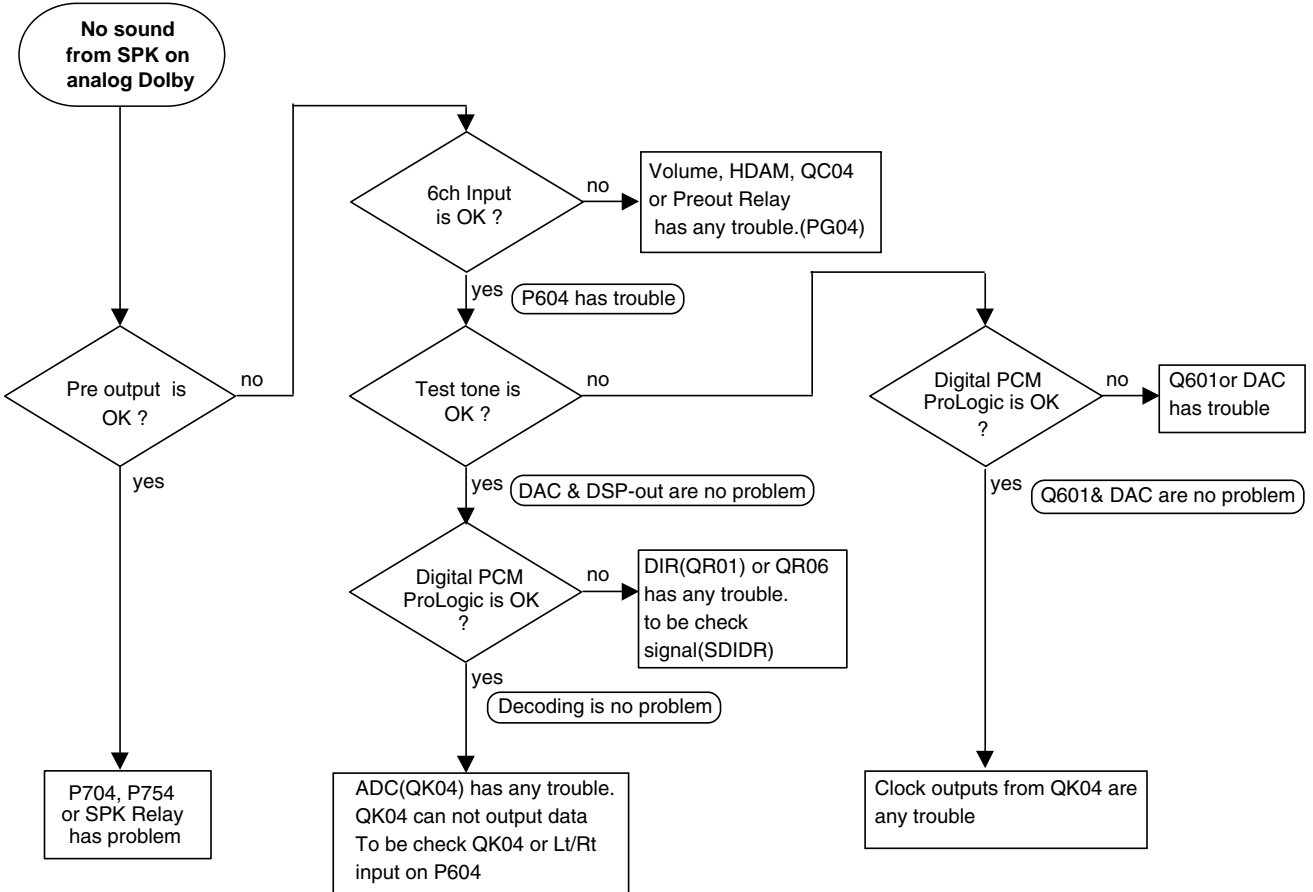 No sound
from SPK on
analog Dolby
6ch Input
is OK ?
no
Volume, HDAM, QC04
or Preout Relay
has any trouble.(PG04)
yes
P604 has trouble
Pre output is
OK ?
no
yes
Test tone is
OK ?
no
Digital PCM
ProLogic is OK
?
no
Q601or DAC
has trouble
yes
DAC & DSP-out are no problem
yes
Q601& DAC are no problem
Digital PCM
ProLogic is OK
?
no
DIR(QR01) or QR06
has any trouble.
to be check
signal(SDIDR)
yes
Decoding is no problem
P704, P754
or SPK Relay
has problem
ADC(QK04) has any trouble.
QK04 can not output data
To be check QK04 or Lt/Rt
input on P604
Clock outputs from QK04 are
any trouble